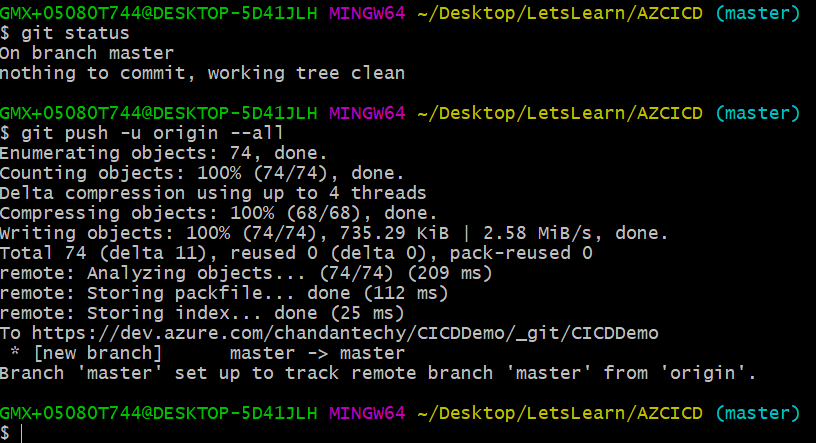 GMX+05080T744@DESKTOP-5D41JLH MINGW64 ~/Desktop/LetsLearn/AZCICD (master)
$ git status
On branch master
nothing to commit, working tree clean
GMX+05080T744@DESKTOP-5D41JLH MINGW64 ~/Desktop/LetsLearn/AZCICD (master)
$ git push -u origin --all
Enumerating objects: 74, done.
Counting objects: 100% (74/74), done.
Delta compression using up to 4 threads
Compressing objects: 100% (68/68), done.
Writing objects: 100% (74/74), 735.29 KiB | 2.58 MiB/s, done.
Total 74 (delta 11), reused 0 (delta 0), pack-reused 0
remote: Analyzing objects... (74/74) (209 ms)
remote: Storing packfile... done (112 ms)
remote: Storing index... done (25 ms)
To https://dev.azure.com/chandantechy/CICDDemo/_git/CICDDemo
 * [new branch]      master -> master
Branch 'master' set up to track remote branch 'master' from 'origin'.
GMX+05080T744@DESKTOP-5D41JLH MINGW64 ~/Desktop/LetsLearn/AZCICD (master)
$